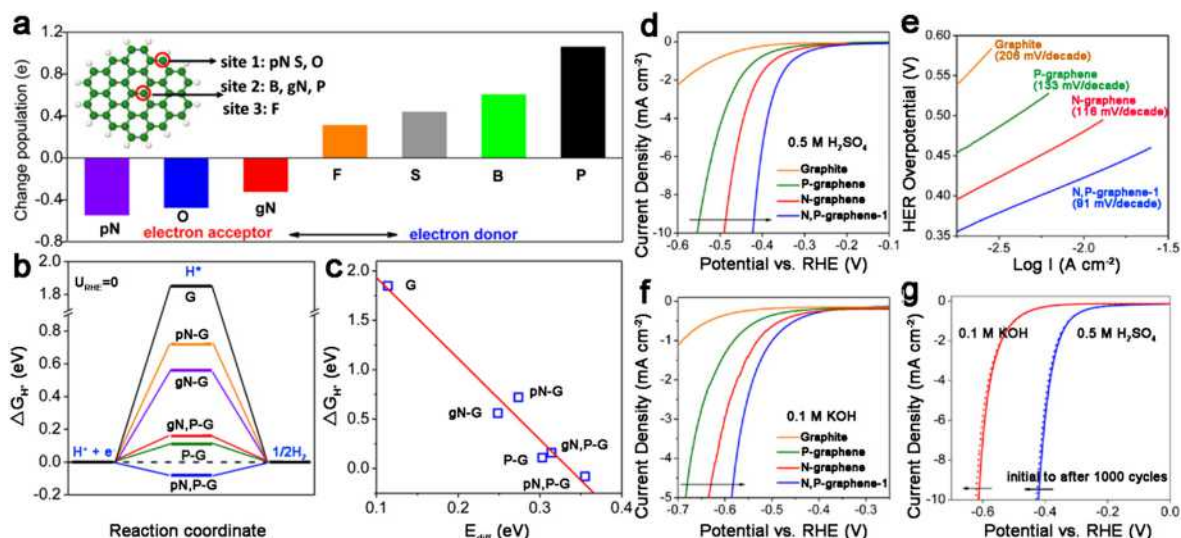 a
Change population (e)
1.2
0.8
0.4
0.0
-0.4
-0.8
site 1: pN S, O
site 2: B, gN, P
site 3: F
pN
O
gN
F
S
B
P
electron acceptor
electron donor
b
U_RHE=0
ΔG_H* (eV)
2.0
1.8
0.8
0.6
0.4
0.2
0.0
-0.2
H*
G
pN-G
gN-G
gN,P-G
P-G
pN,P-G
H⁺ + e
1/2H₂
Reaction coordinate
c
ΔG_H* (eV)
2.0
1.5
1.0
0.5
0.0
G
pN-G
gN-G
gN,P-G
P-G
pN,P-G
0.1 0.2 0.3 0.4
E_diff (eV)
d
Current Density (mA cm⁻²)
0
-2
-4
-6
-8
-10
0.5 M H₂SO₄
Graphite
P-graphene
N-graphene
N,P-graphene-1
-0.6 -0.5 -0.4 -0.3 -0.2 -0.1
Potential vs. RHE (V)
e
HER Overpotential (V)
0.60
0.55
0.50
0.45
0.40
0.35
Graphite
(206 mV/decade)
P-graphene
(133 mV/decade)
N-graphene
(116 mV/decade)
N,P-graphene-1
(91 mV/decade)
-2.5 -2.0 -1.5
Log I (A cm⁻²)
f
Current Density (mA cm⁻²)
0
-1
-2
-3
-4
-5
0.1 M KOH
Graphite
P-graphene
N-graphene
N,P-graphene-1
-0.7 -0.6 -0.5 -0.4 -0.3
Potential vs. RHE (V)
g
Current Density (mA cm⁻²)
0
-2
-4
-6
-8
-10
0.1 M KOH
0.5 M H₂SO₄
initial to after 1000 cycles
-0.6 -0.4 -0.2 0.0
Potential vs. RHE (V)